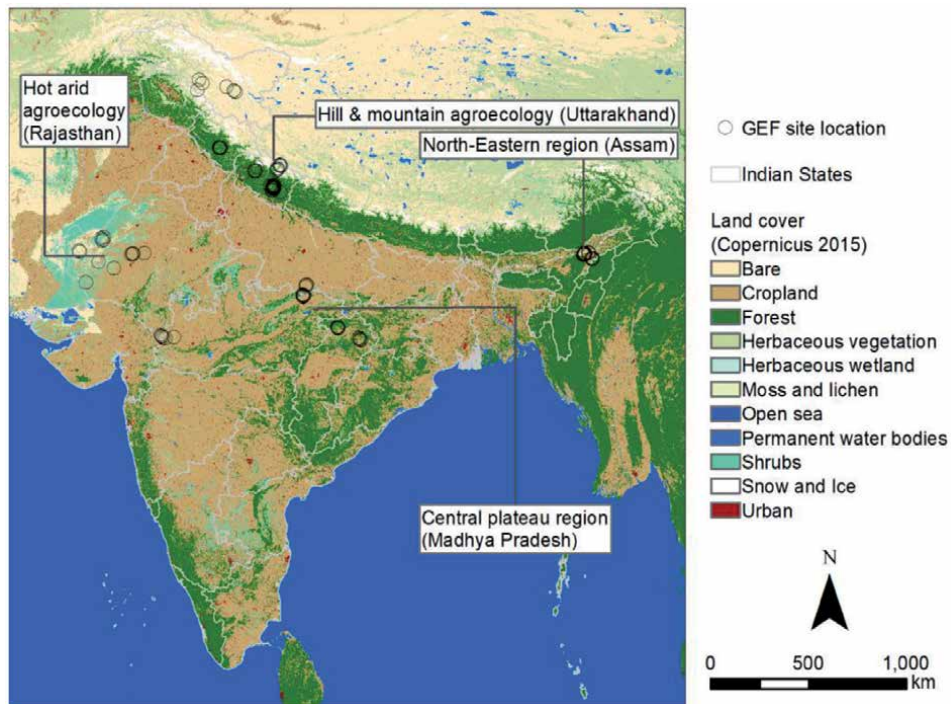 Hot arid
agroecology
(Rajasthan)
Hill & mountain agroecology (Uttarakhand)
North-Eastern region (Assam)
Central plateau region
(Madhya Pradesh)
GEF site location
Indian States
Land cover
(Copernicus 2015)
Bare
Cropland
Forest
Herbaceous vegetation
Herbaceous wetland
Moss and lichen
Open sea
Permanent water bodies
Shrubs
Snow and Ice
Urban
N
0 500 1,000
km